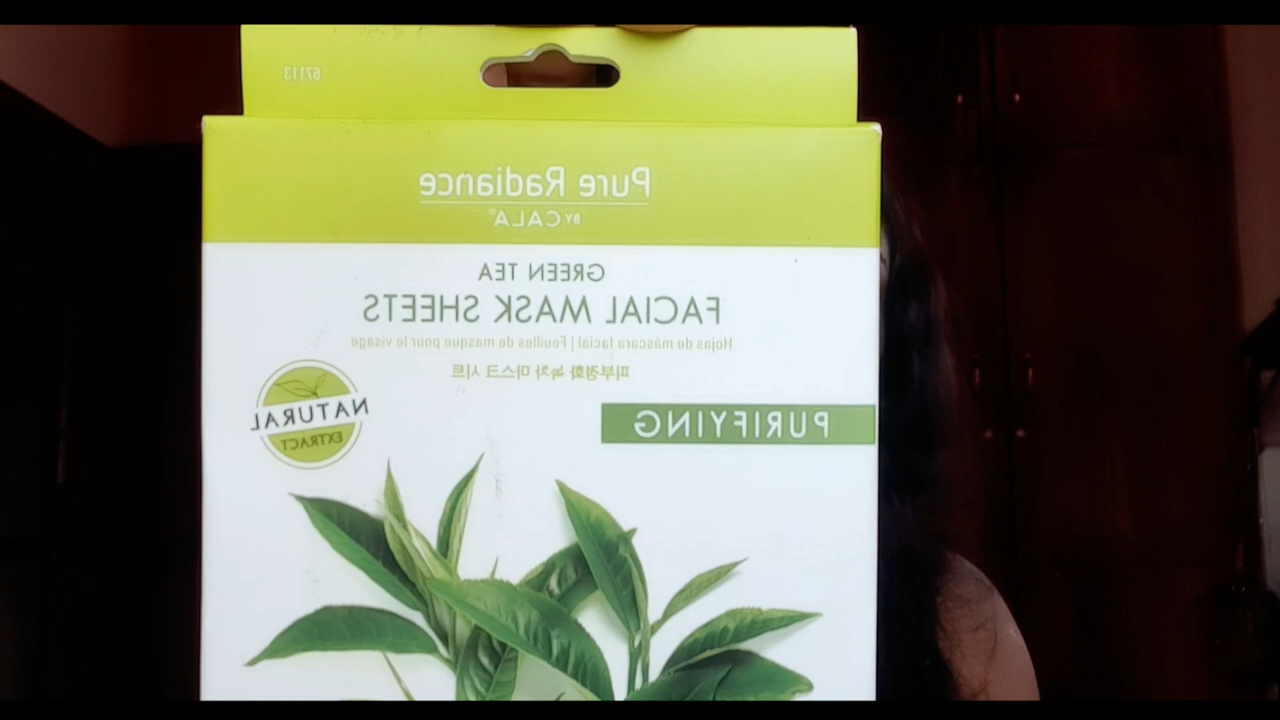 67113
Pure Radiance
BY CALA®
GREEN TEA
FACIAL MASK SHEETS
Hojas de máscara facial | Feuilles de masque pour le visage
피부정화 녹차 마스크 시트
PURIFYING
NATURAL
EXTRACT